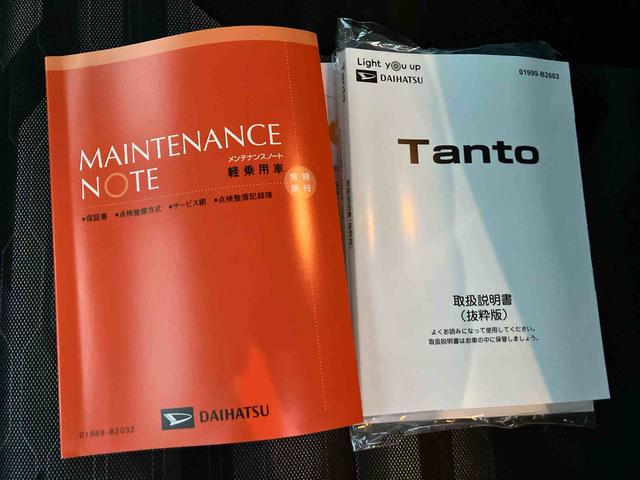 MAINTENANCE
NOTE
メンテナンスノート
軽乗用車
常時
携行
●保証書 ●点検整備方式 ●サービス網 ●点検整備記録簿
DAIHATSU
01989-B2032
Light you up
DAIHATSU
01999-B2603
Tanto
取扱説明書
（抜粋版）
よくお読みになって使用してください。
取扱説明書はお車の中に保管しましょう。